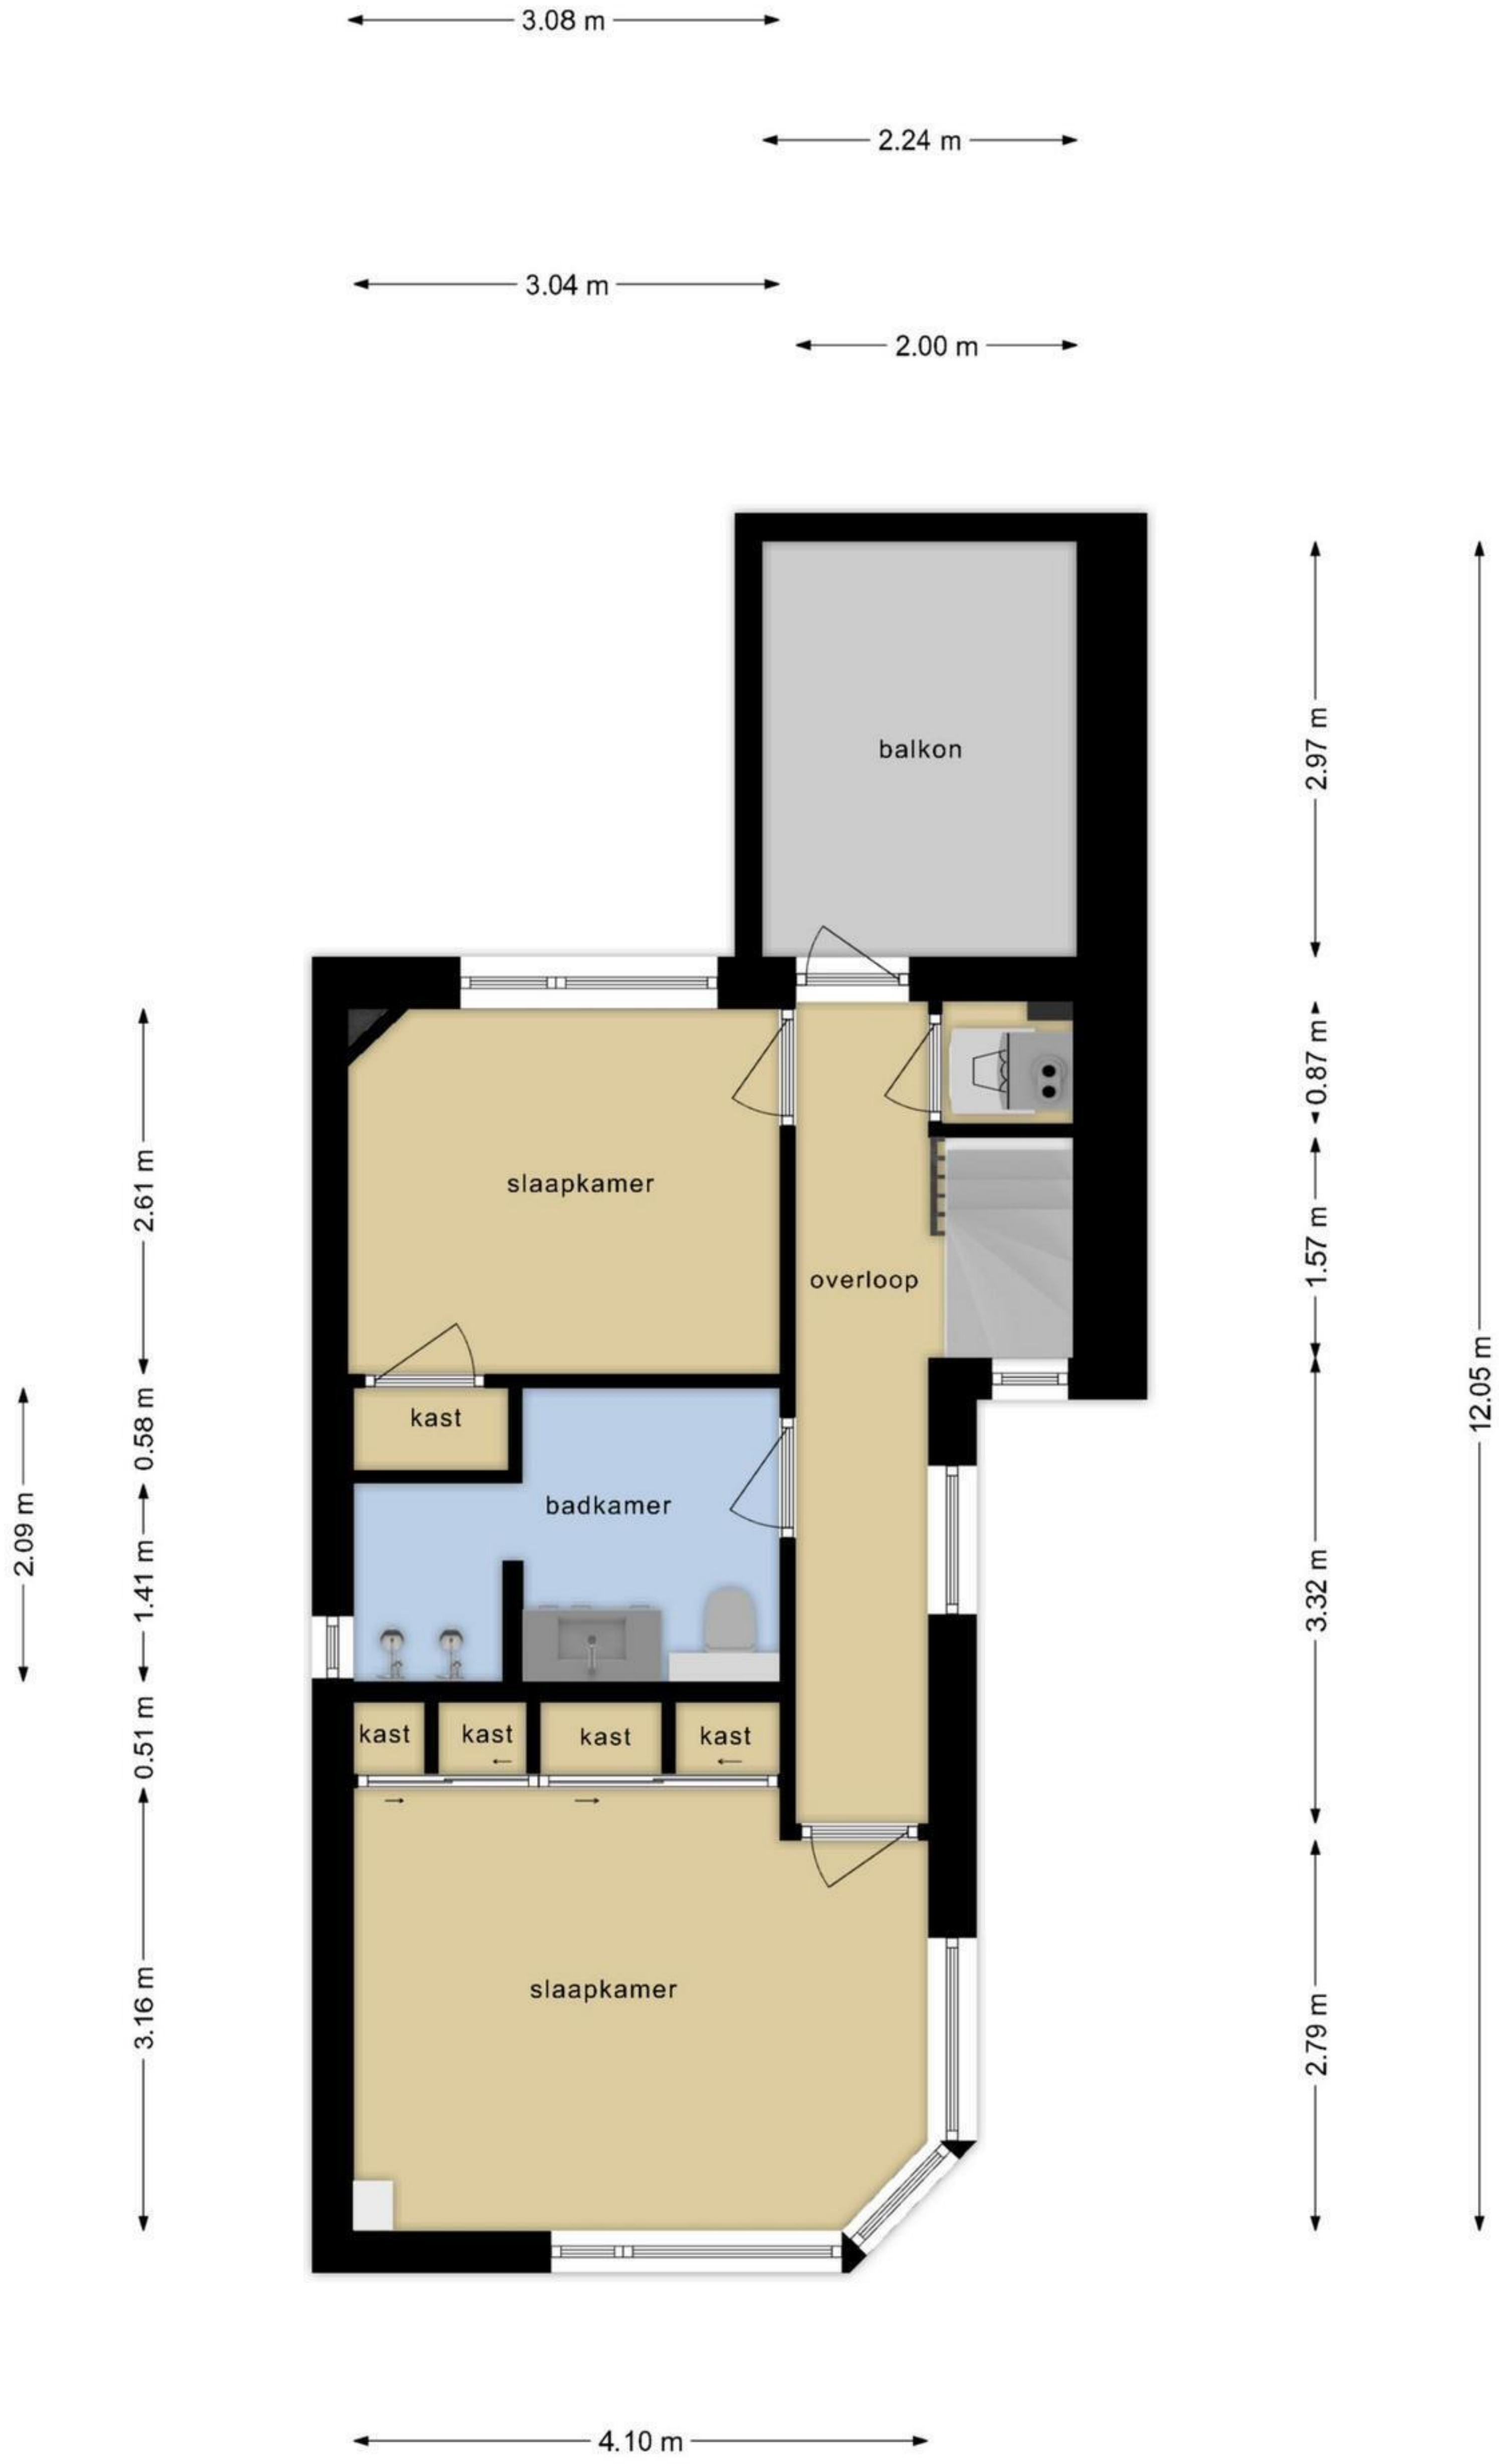 3.08 m
2.24 m
3.04 m
2.00 m
balkon
2.97 m
0.87 m
slaapkamer
2.61 m
1.57 m
overloop
12.05 m
kast
0.58 m
badkamer
2.09 m
1.41 m
3.32 m
kast
kast
kast
kast
0.51 m
slaapkamer
3.16 m
2.79 m
4.10 m